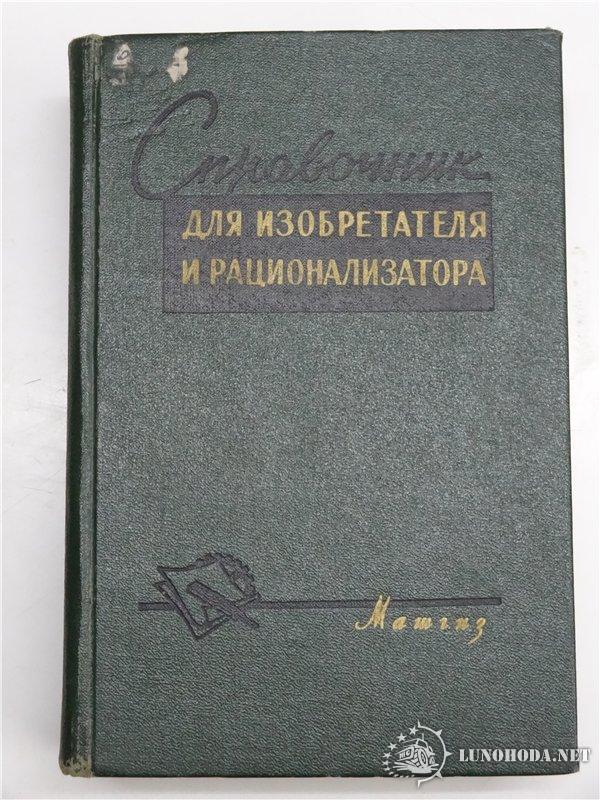 Справочник
ДЛЯ ИЗОБРЕТАТЕЛЯ
И РАЦИОНАЛИЗАТОРА
Машгиз
LUNOHODA.NET